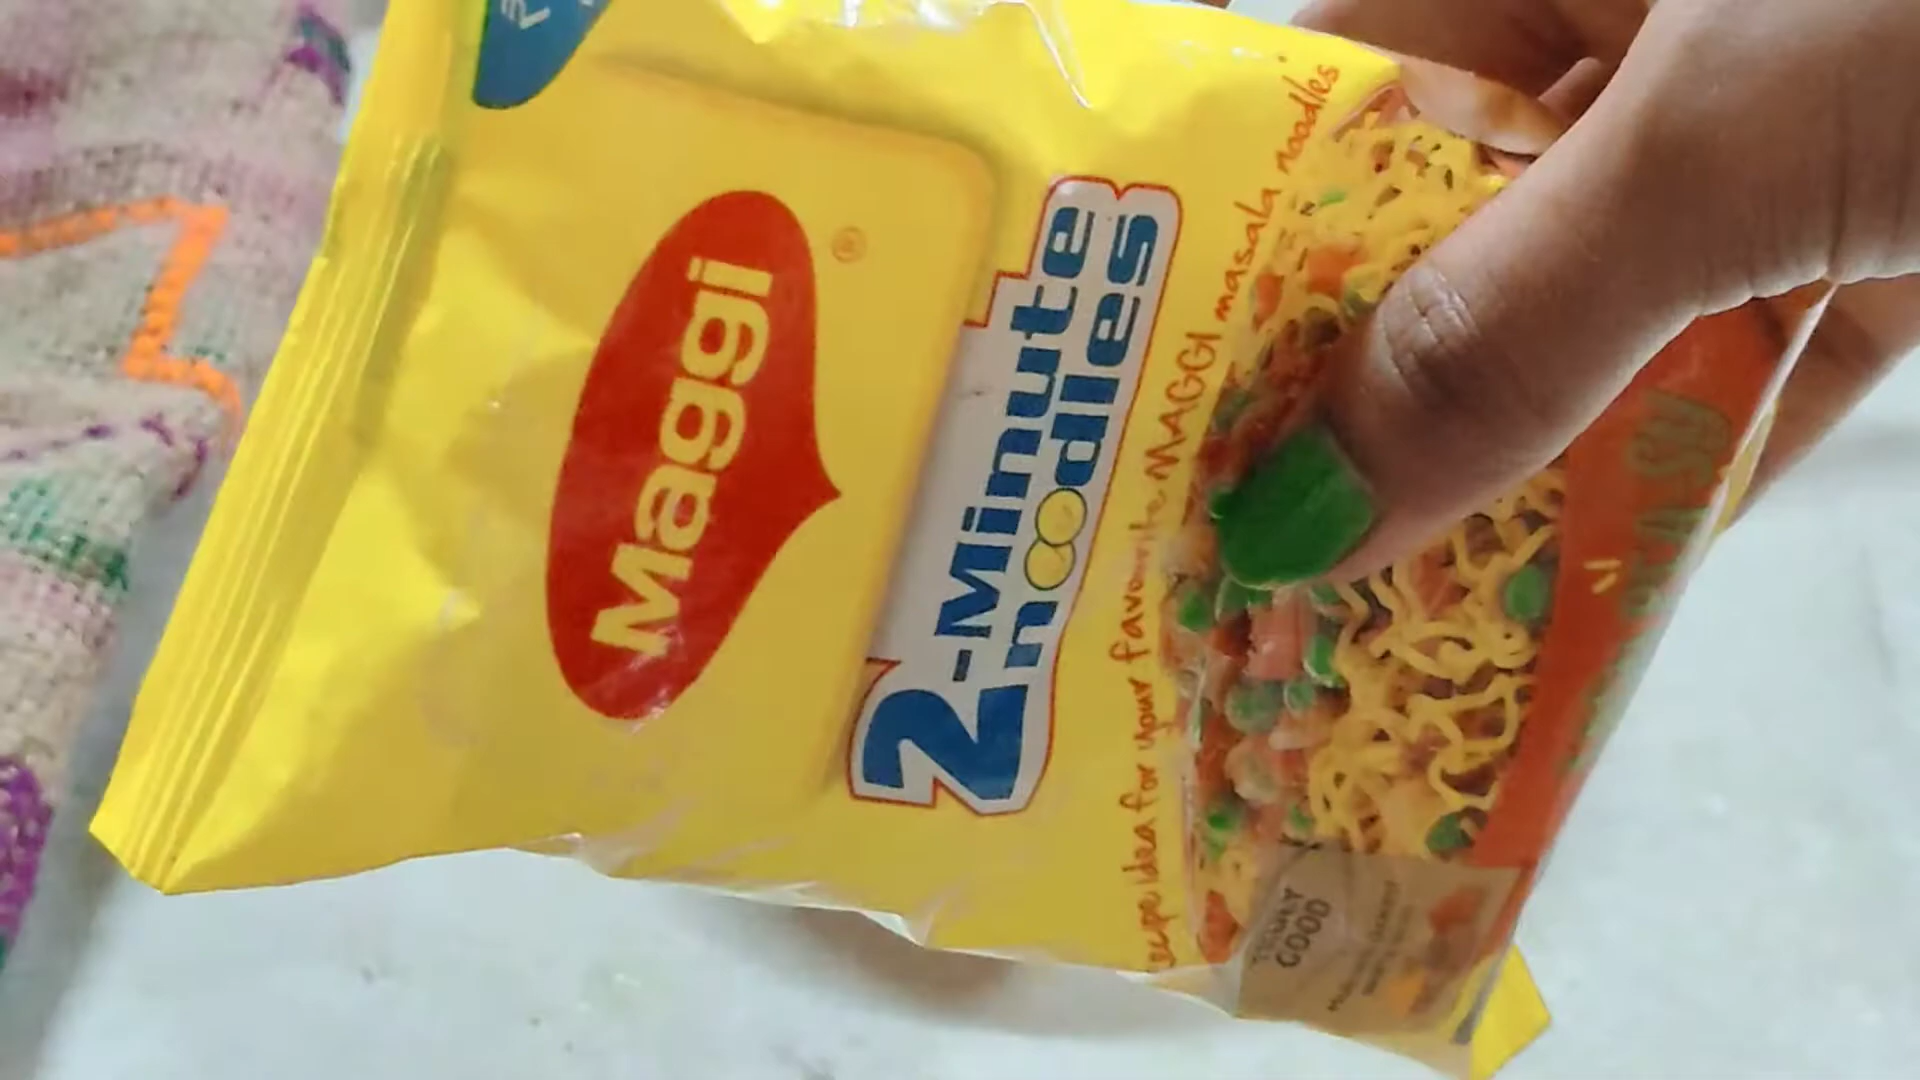 Maggi
®
2-Minute
noodles
recipe idea for your favourite MAGGI masala noodles
GOOD